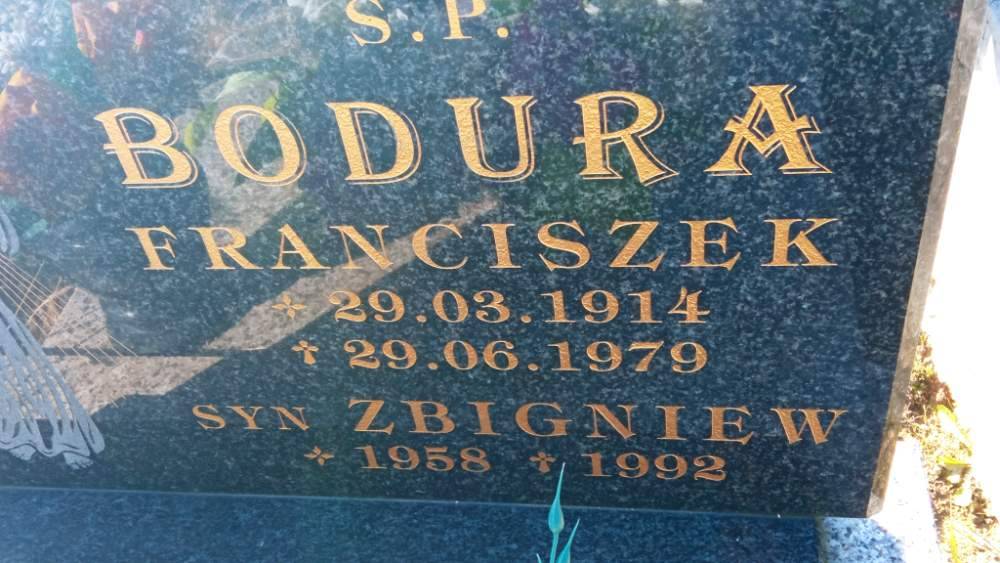 S.P.
BODURA
FRANCISZEK
29.03.1914
29.06.1979
SYN ZBIGNIEW
1958 1992